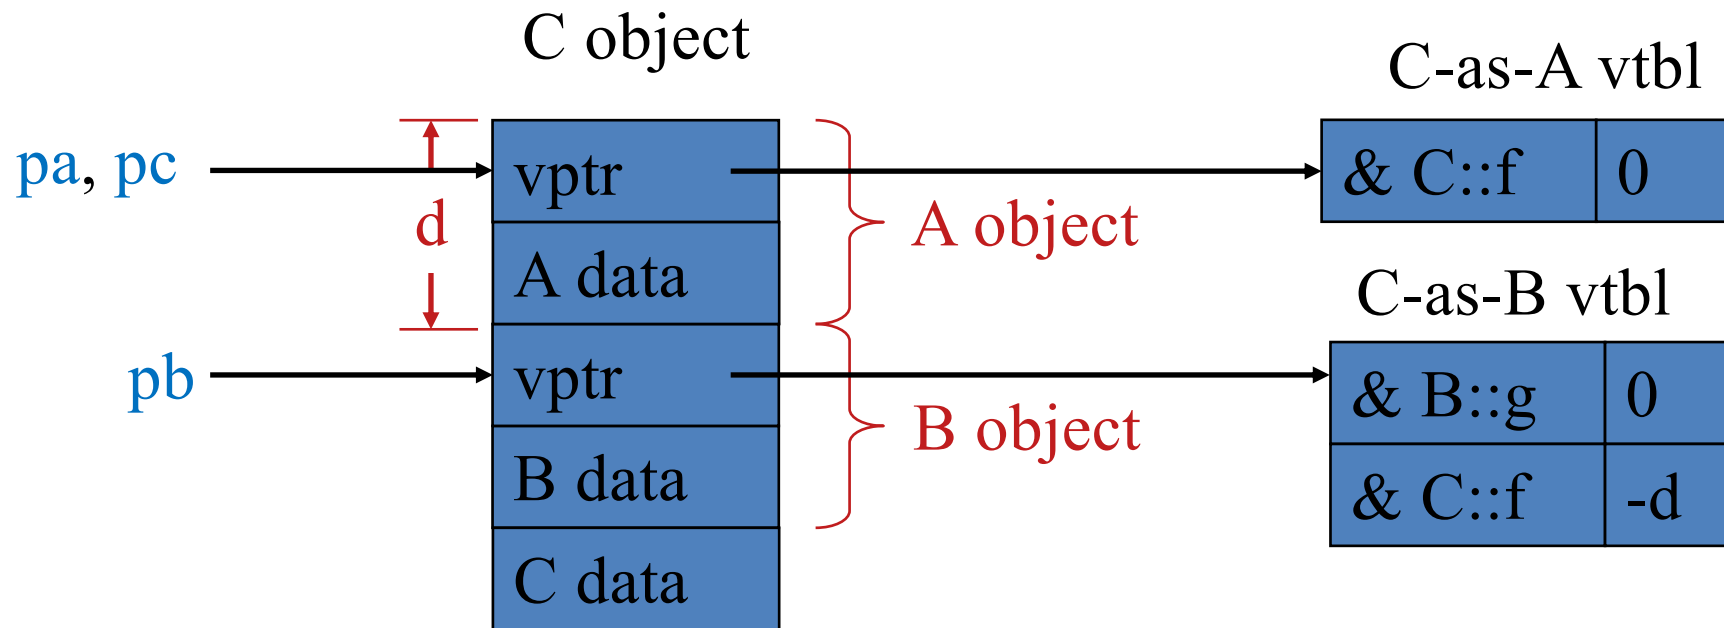 C object
C-as-A vtbl
pa, pc
vptr
& C::f 0
d
A object
A data
C-as-B vtbl
pb
vptr
& B::g 0
B object
B data
& C::f -d
C data